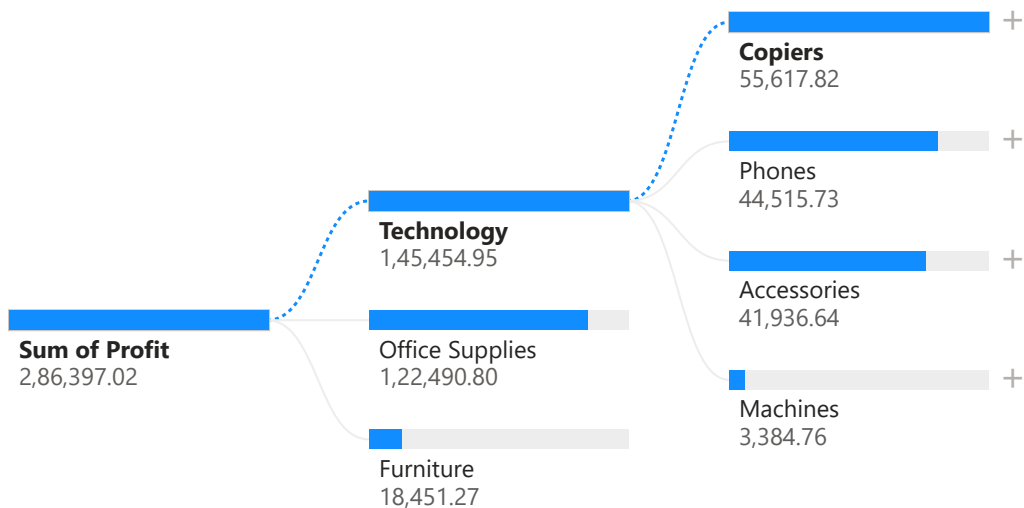 Sum of Profit
2,86,397.02
Technology
1,45,454.95
Office Supplies
1,22,490.80
Furniture
18,451.27
Copiers
55,617.82
Phones
44,515.73
Accessories
41,936.64
Machines
3,384.76